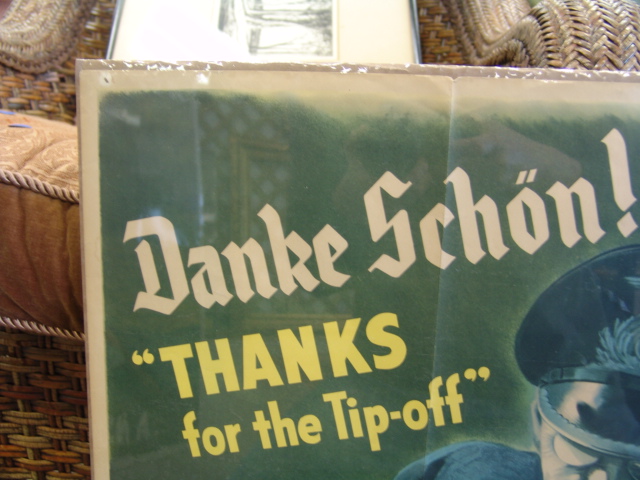 Danke Schön!
"THANKS
for the Tip-off"